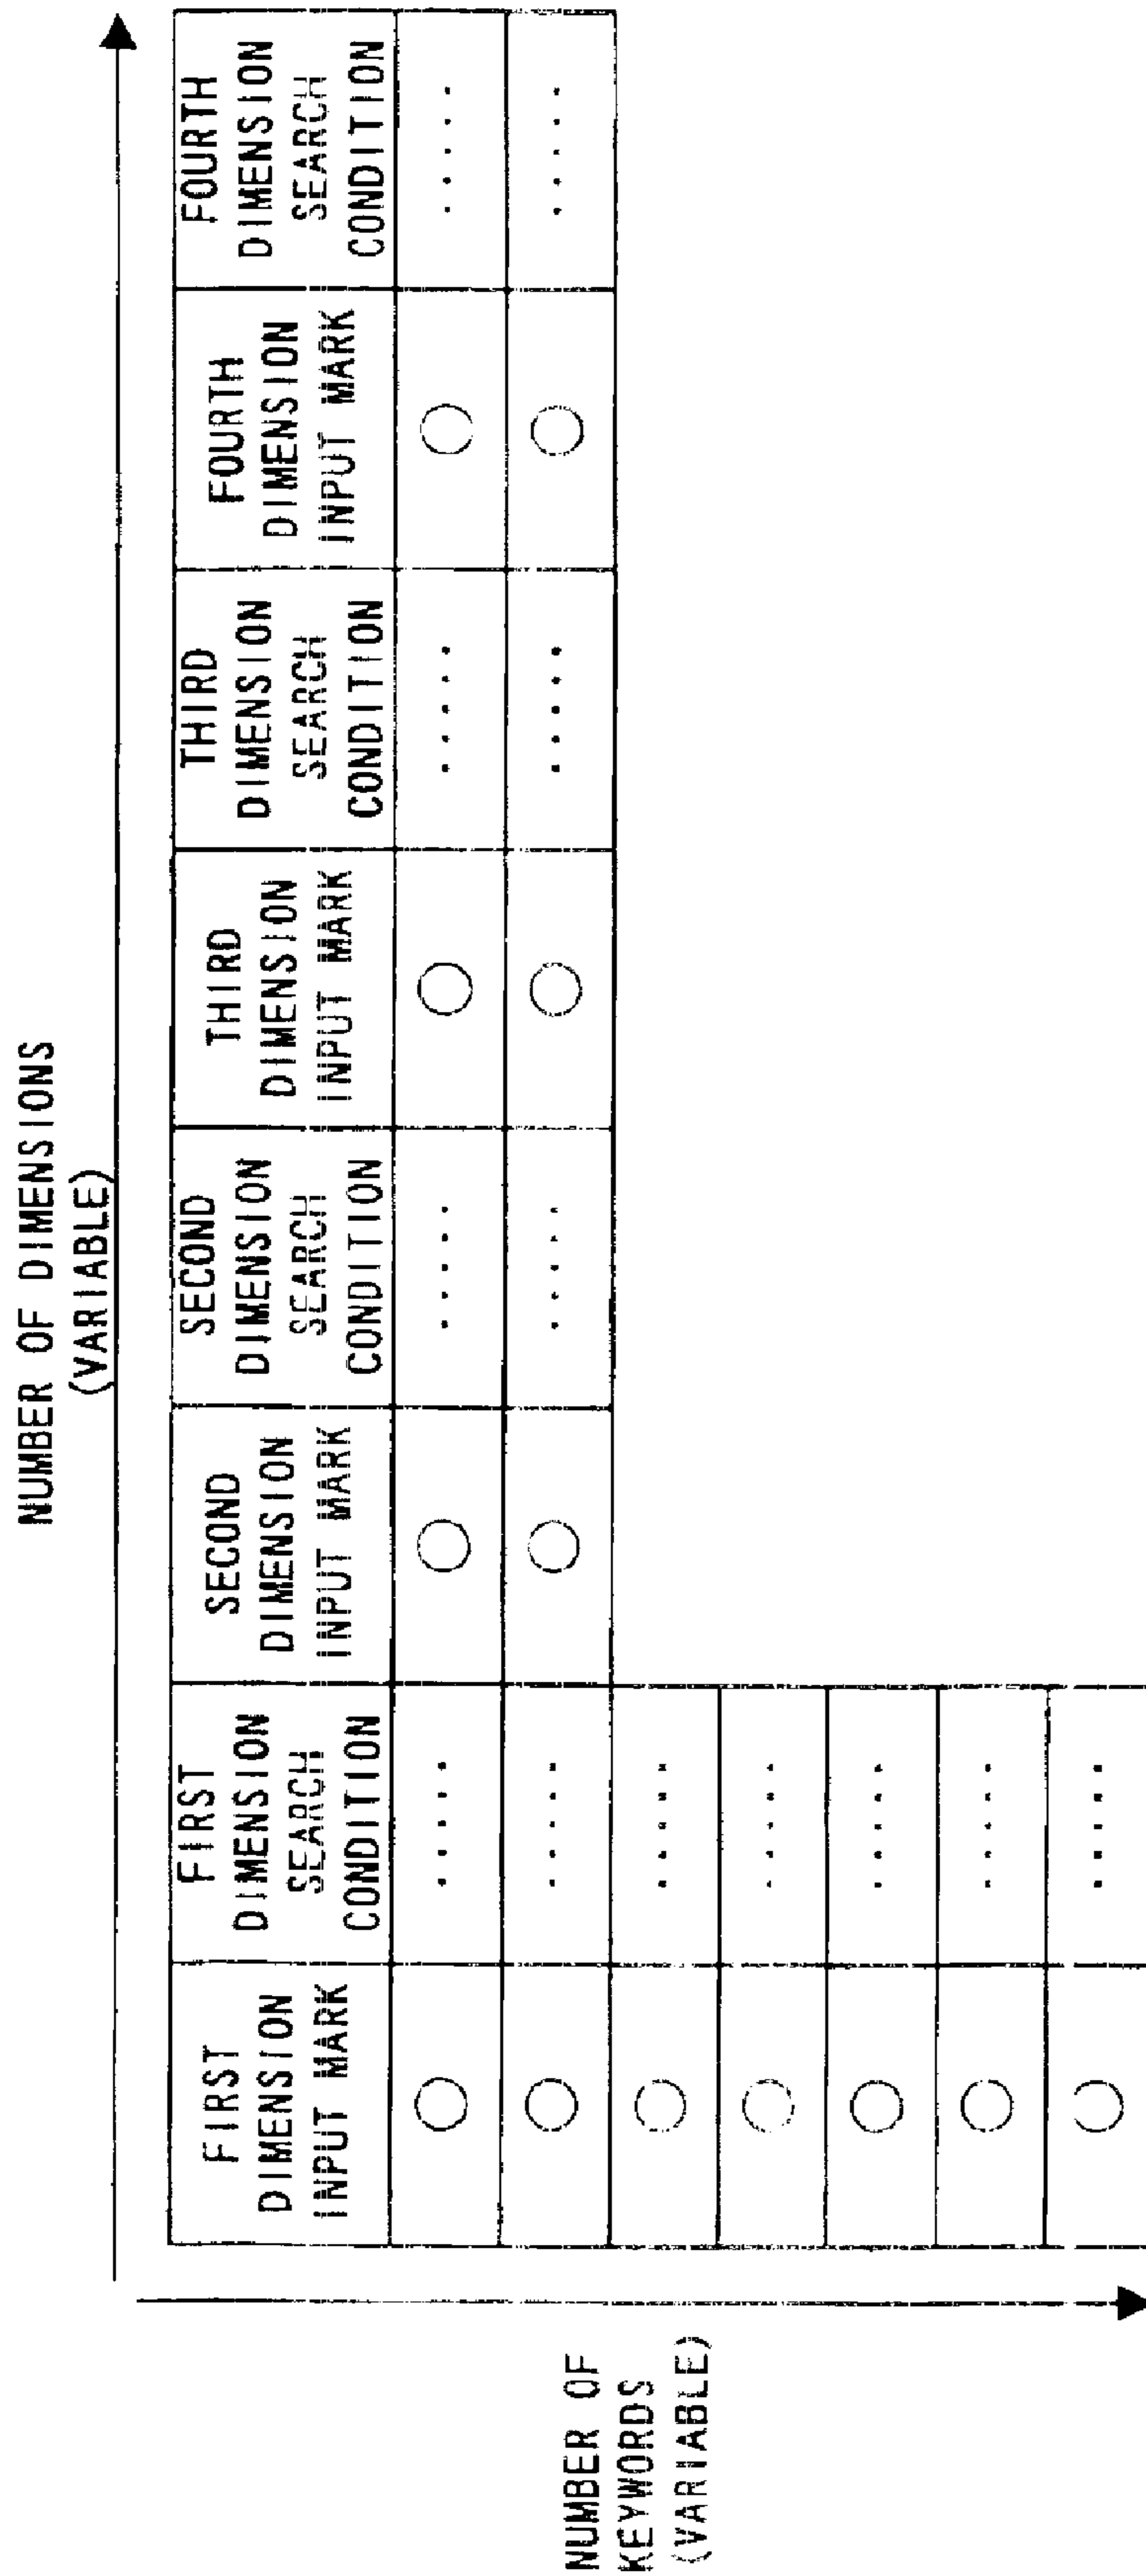 NUMBER OF DIMENSIONS
(VARIABLE)
NUMBER OF
KEYWORDS
(VARIABLE)
FIRST
DIMENSION
INPUT MARK
FIRST
DIMENSION
SEARCH
CONDITION
SECOND
DIMENSION
INPUT MARK
SECOND
DIMENSION
SEARCH
CONDITION
THIRD
DIMENSION
INPUT MARK
THIRD
DIMENSION
SEARCH
CONDITION
FOURTH
DIMENSION
INPUT MARK
FOURTH
DIMENSION
SEARCH
CONDITION